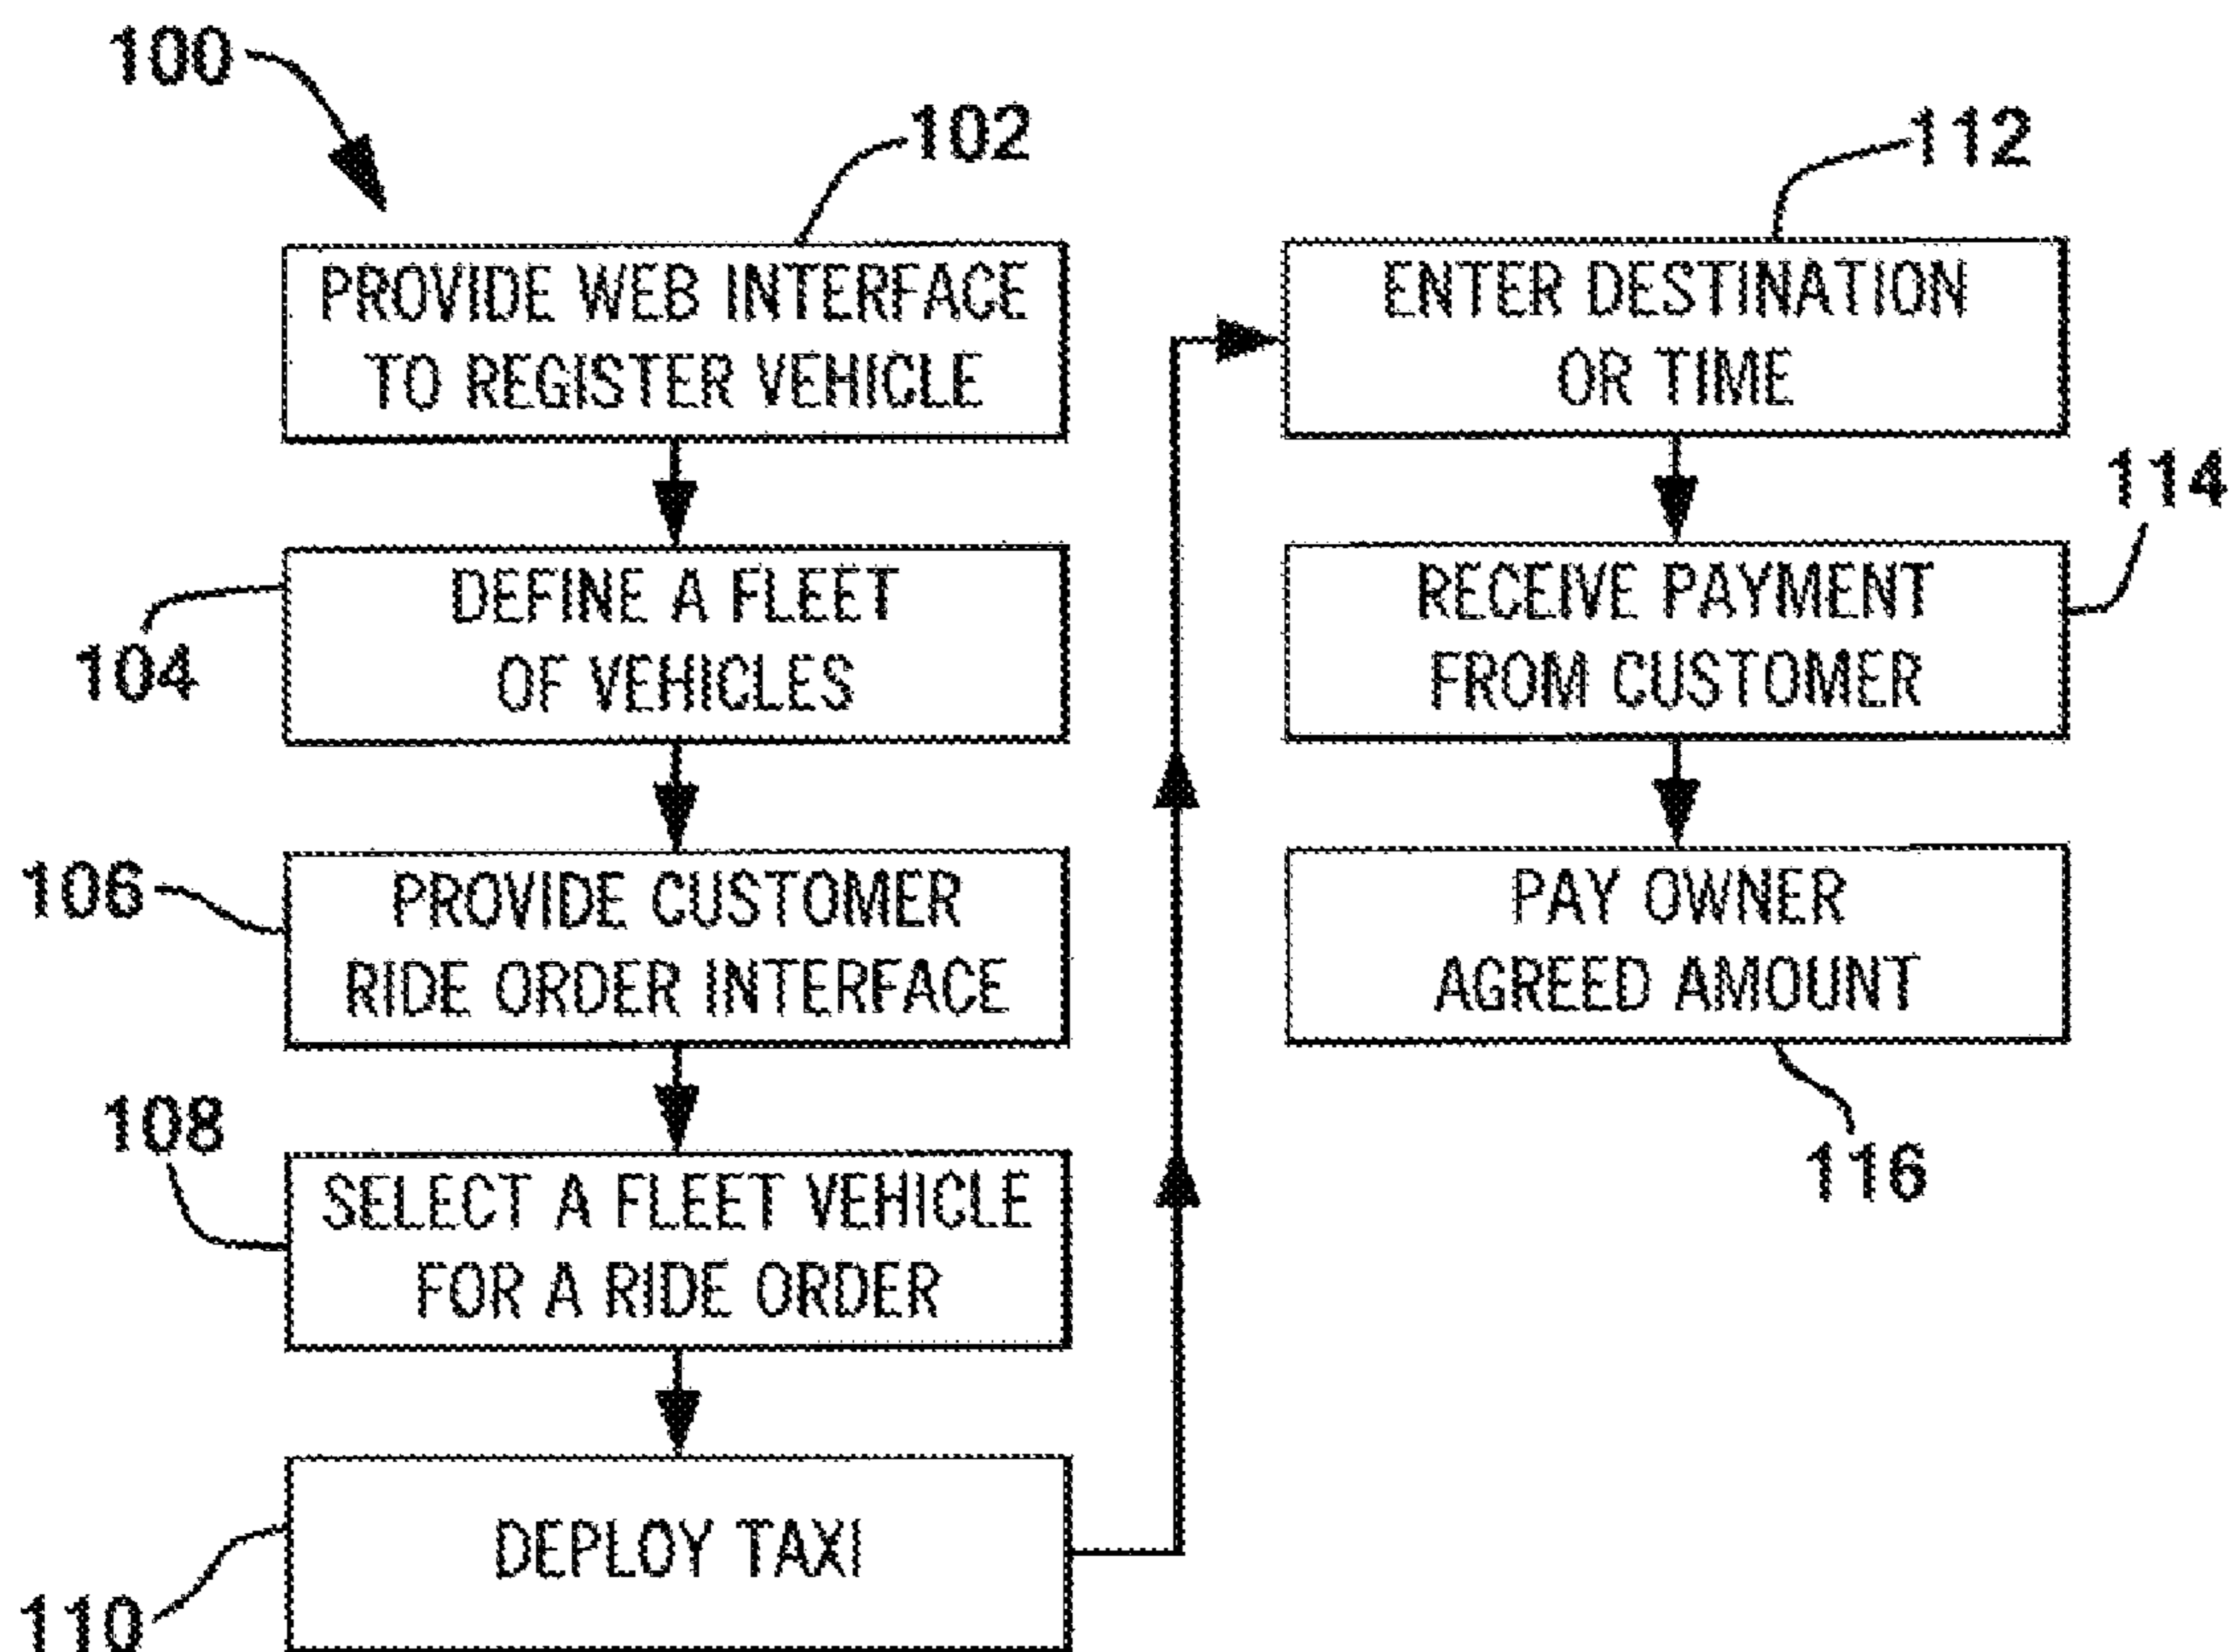 100
102
PROVIDE WEB INTERFACE
TO REGISTER VEHICLE
104
DEFINE A FLEET
OF VEHICLES
106
PROVIDE CUSTOMER
RIDE ORDER INTERFACE
108
SELECT A FLEET VEHICLE
FOR A RIDE ORDER
110
DEPLOY TAXI
112
ENTER DESTINATION
OR TIME
114
RECEIVE PAYMENT
FROM CUSTOMER
PAY OWNER
AGREED AMOUNT
116